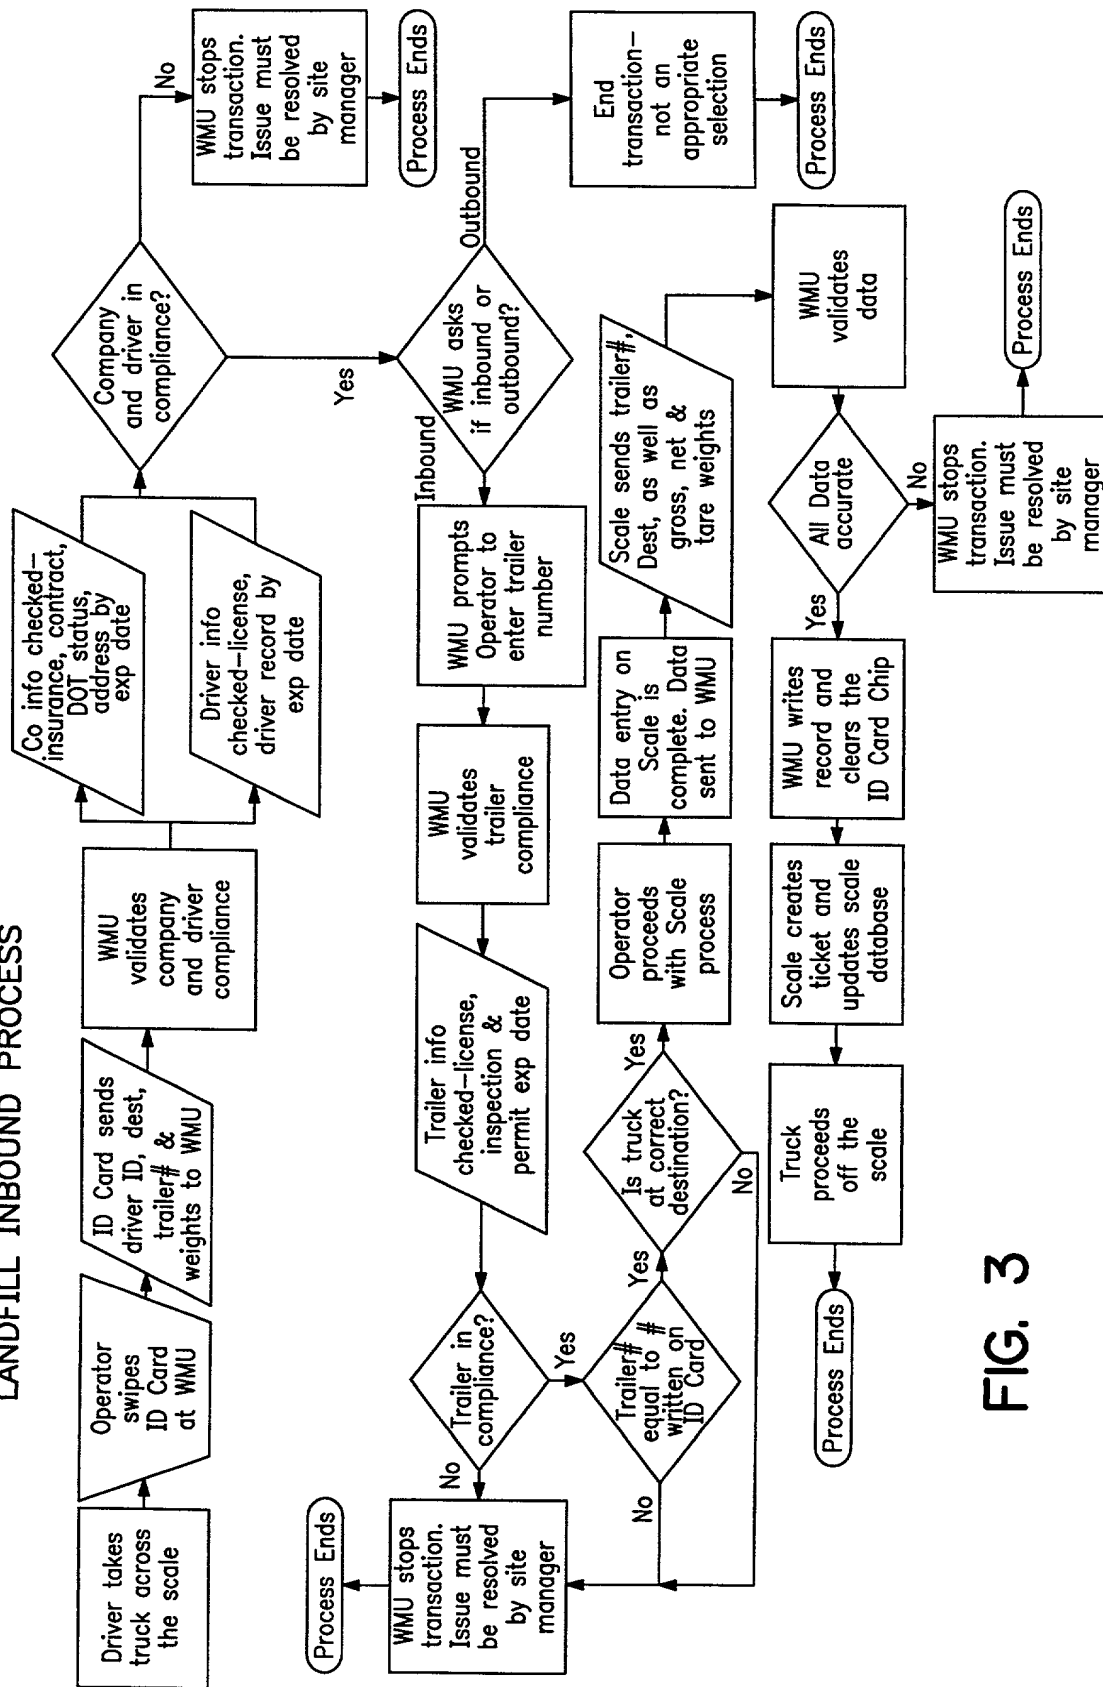 LANDFILL INBOUND PROCESS
Driver takes
truck across
the scale
Operator
swipes
ID Card
at WMU
ID Card sends
driver ID, dest,
trailer# &
weights to WMU
WMU
validates
company
and driver
compliance
Co info checked–
insurance, contract,
DOT status,
address by
exp date
Driver info
checked–license,
driver record by
exp date
Company
and driver in
compliance?
No
WMU stops
transaction.
Issue must
be resolved
by site
manager
Process Ends
Yes
WMU asks
if inbound or
outbound?
Outbound
End
transaction–
not an
appropriate
selection
Process Ends
Inbound
WMU prompts
Operator to
enter trailer
number
WMU
validates
trailer
compliance
Trailer info
checked–license,
inspection &
permit exp date
Trailer in
compliance?
No
WMU stops
transaction.
Issue must
be resolved
by site
manager
Process Ends
Yes
Trailer#
equal to #
written on
ID Card
No
Yes
Is truck
at correct
destination?
No
Yes
Operator
proceeds
with Scale
process
Data entry on
Scale is
complete. Data
sent to WMU
Scale sends trailer#,
Dest, as well as
gross, net &
tare weights
WMU
validates
data
All Data
accurate
No
WMU stops
transaction.
Issue must
be resolved
by site
manager
Process Ends
Yes
WMU writes
record and
clears the
ID Card Chip
Scale creates
ticket and
updates scale
database
Truck
proceeds
off the
scale
Process Ends
FIG. 3